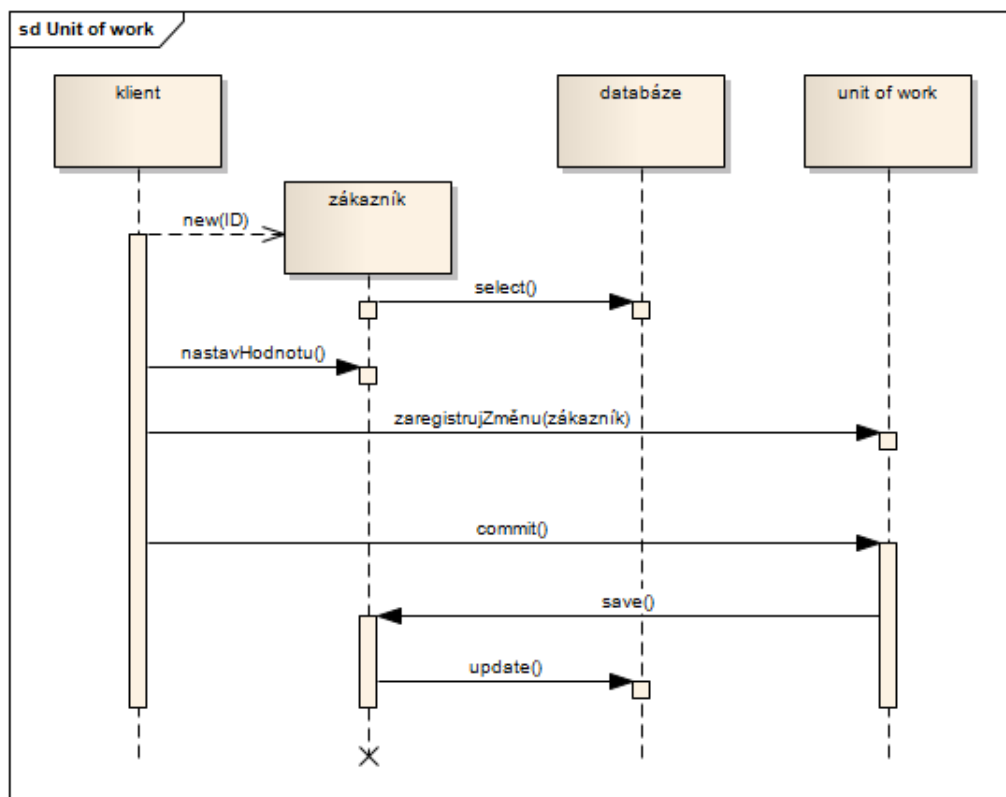 sd Unit of work
klient
databáze
unit of work
zákazník
new(ID)
select()
nastavHodnotu()
zaregistrujZměnu(zákazník)
commit()
save()
update()